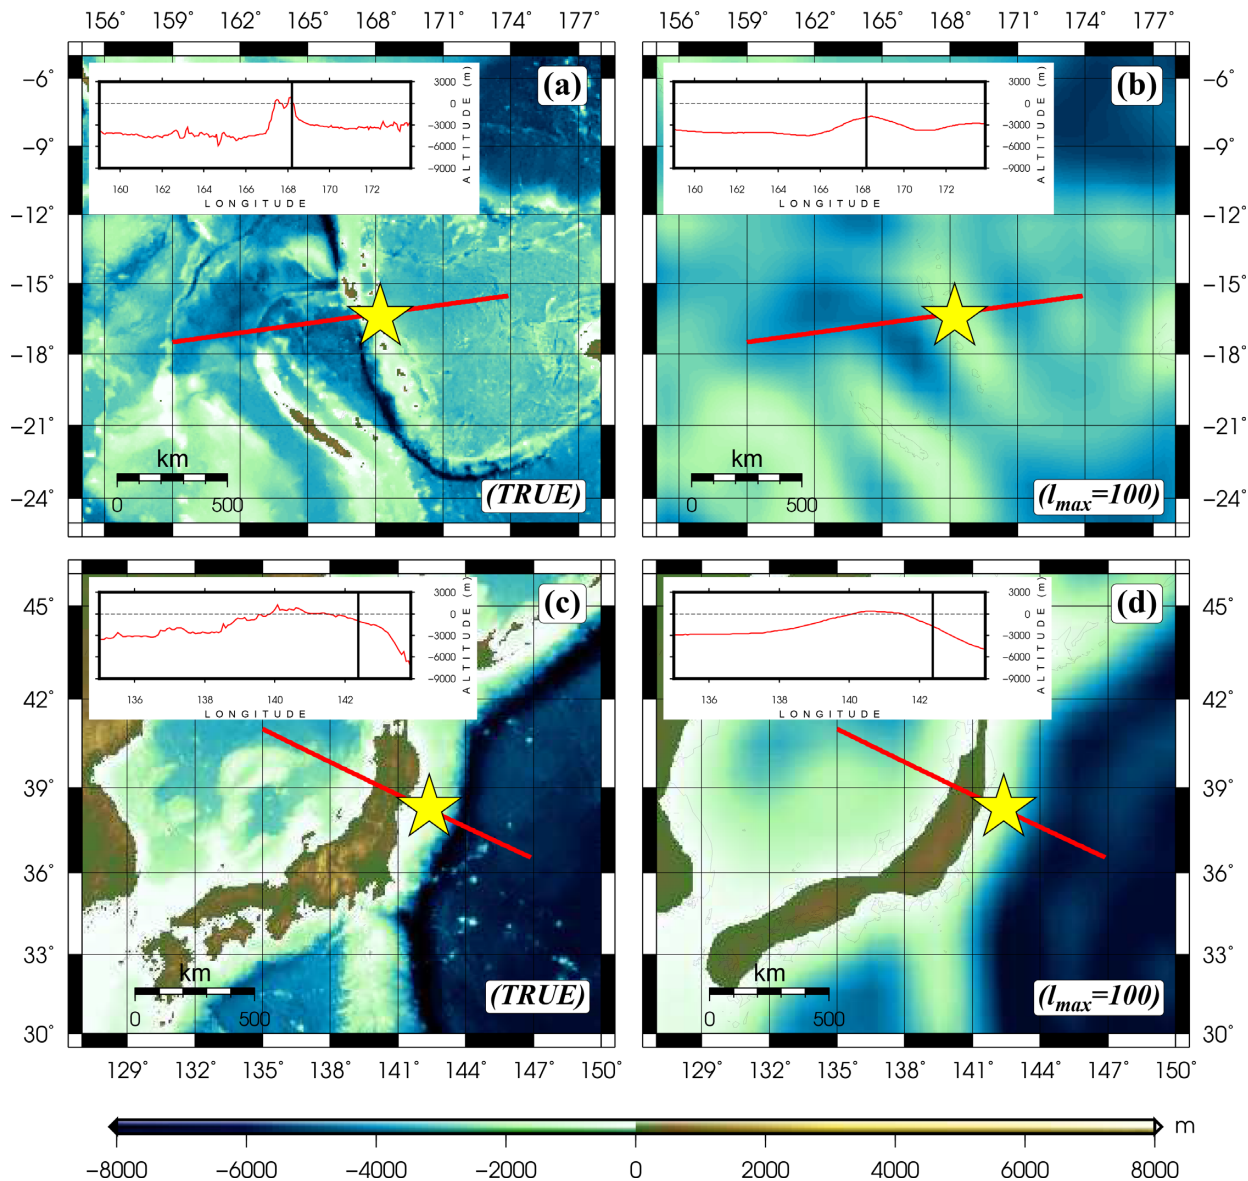 156° 159° 162° 165° 168° 171° 174° 156° 159° 162° 165° 168° 171° 174°
−6° −6°
−9° −9°
−12° −12°
−15° −15°
−18° −18°
−21° −21°
−24° −24°
(a)
3000
0
−3000
−6000
−9000
ALTITUDE (m)
160 162 164 166 168 170 172
LONGITUDE
km
0 500
(TRUE)
(b)
3000
0
−3000
−6000
−9000
ALTITUDE (m)
160 162 164 166 168 170 172
LONGITUDE
km
0 500
(lmax=100)
45° 45°
42° 42°
39° 39°
36° 36°
33° 33°
30° 30°
(c)
3000
0
−3000
−6000
−9000
ALTITUDE (m)
136 138 140 142
LONGITUDE
km
0 500
(TRUE)
(d)
3000
0
−3000
−6000
−9000
ALTITUDE (m)
136 138 140 142
LONGITUDE
km
0 500
(lmax=100)
129° 132° 135° 138° 141° 144° 147° 150° 129° 132° 135° 138° 141° 144° 147° 150°
m
−8000 −6000 −4000 −2000 0 2000 4000 6000 8000